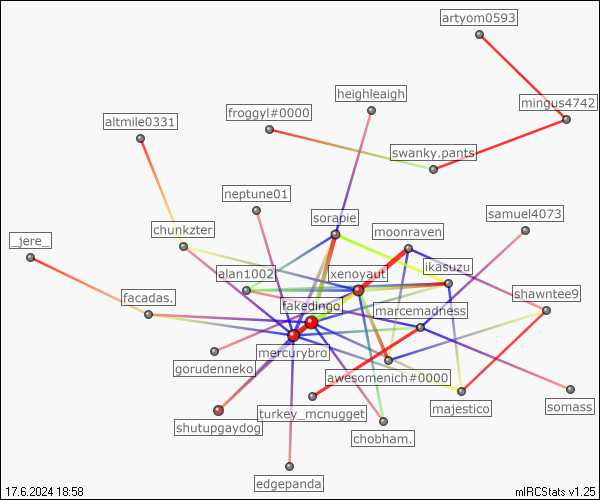 artyom0593
heighleaigh
mingus4742
froggyl#0000
altmile0331
swanky.pants
neptune01
sorapie
samuel4073
chunkzter
moonraven
_jere_
alan1002
xenoyaut
ikasuzu
facadas.
fakedingo
shawntee9
marcemadness
mercurybro
gorudenneko
awesomenich#0000
turkey_mcnugget
majestico
somass
shutupgaydog
chobham.
edgepanda
17.6.2024 18:58
mIRCStats v1.25